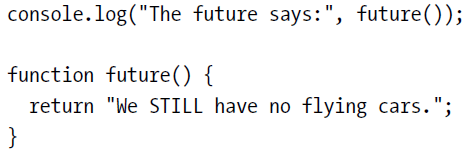 console.log("The future says:", future());

function future() {
  return "We STILL have no flying cars.";
}